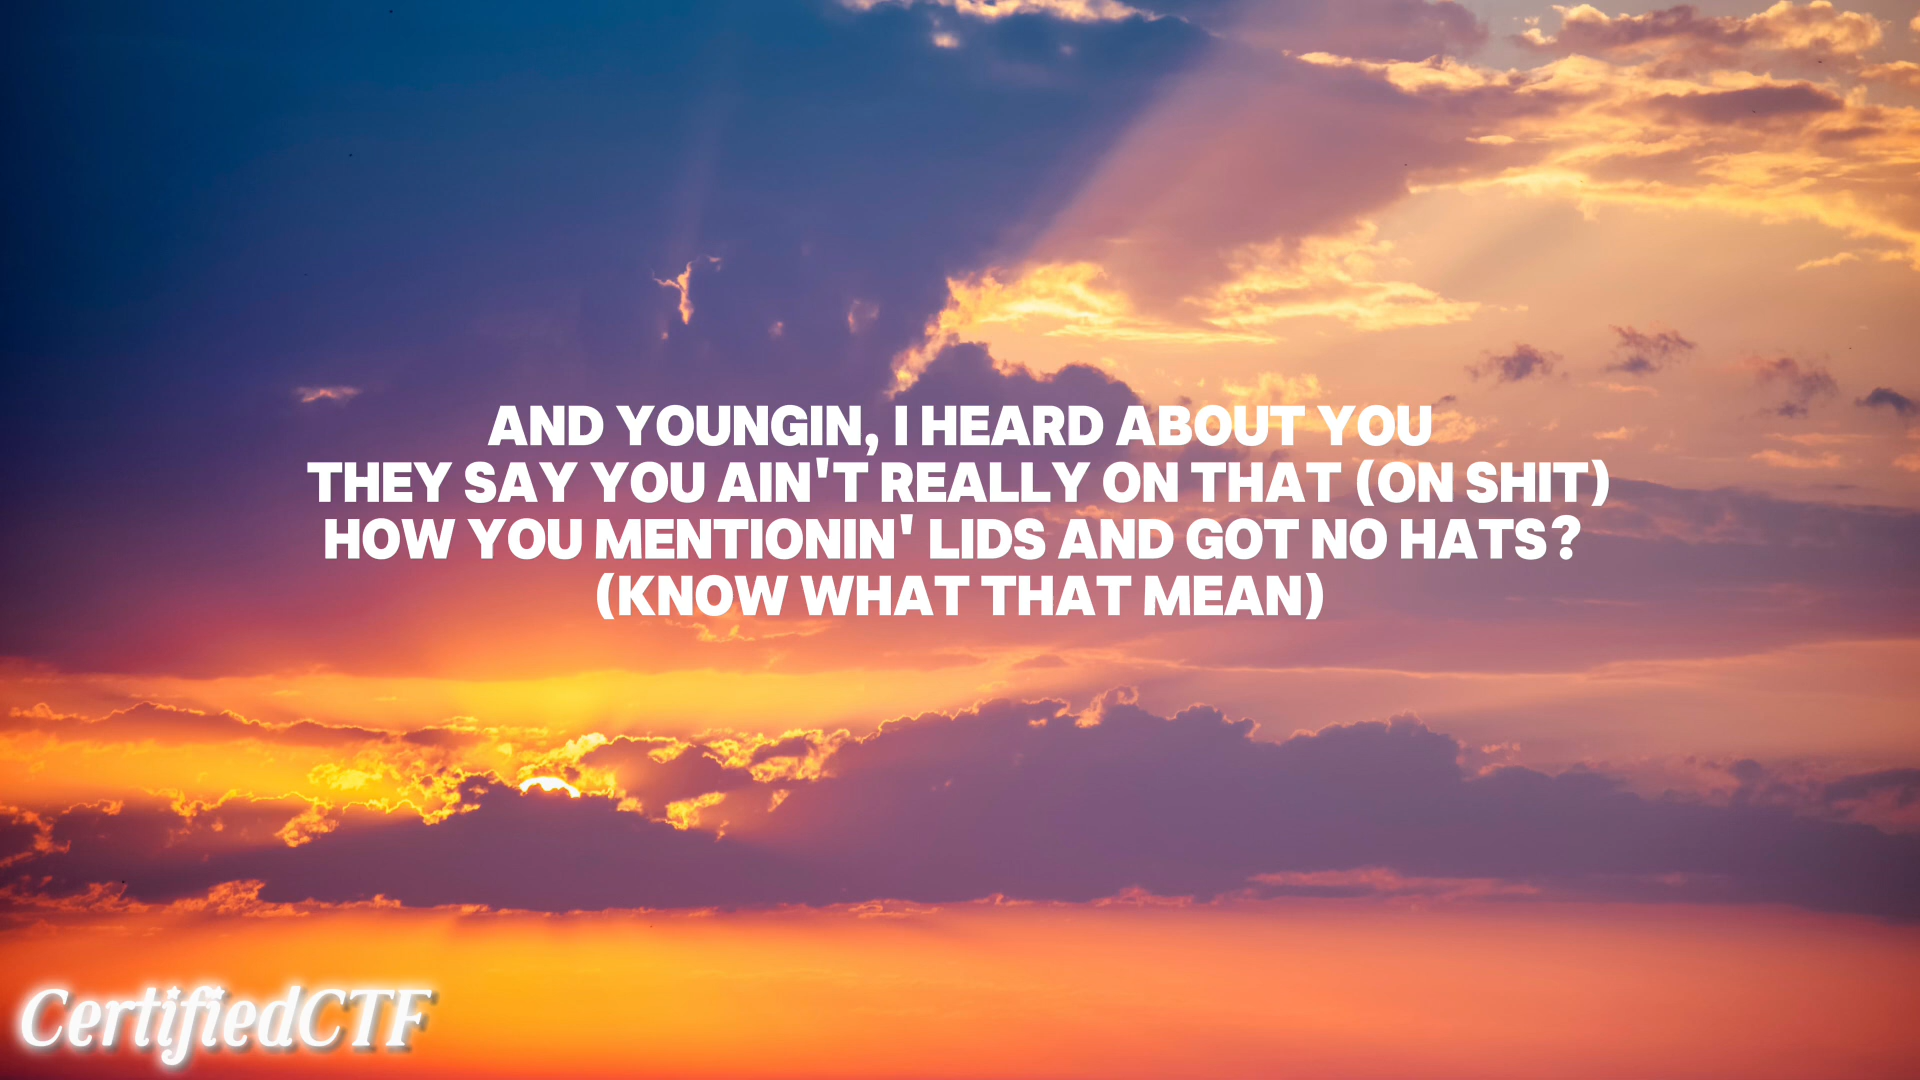 AND YOUNGIN, I HEARD ABOUT YOU
THEY SAY YOU AIN'T REALLY ON THAT (ON SHIT)
HOW YOU MENTIONIN' LIDS AND GOT NO HATS?
(KNOW WHAT THAT MEAN)
CertifiedCTF